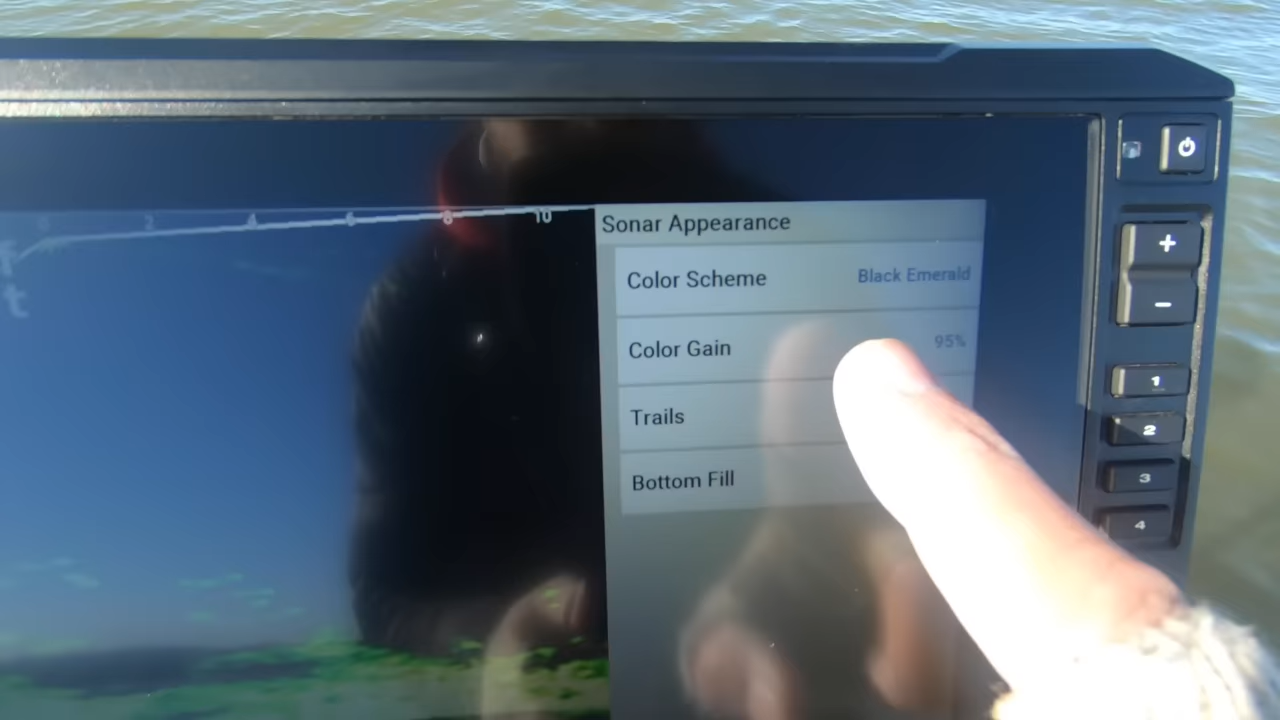 2 4 6 8 10
Sonar Appearance
Color Scheme Black Emerald
Color Gain 95%
Trails
Bottom Fill
+
-
1
2
3
4